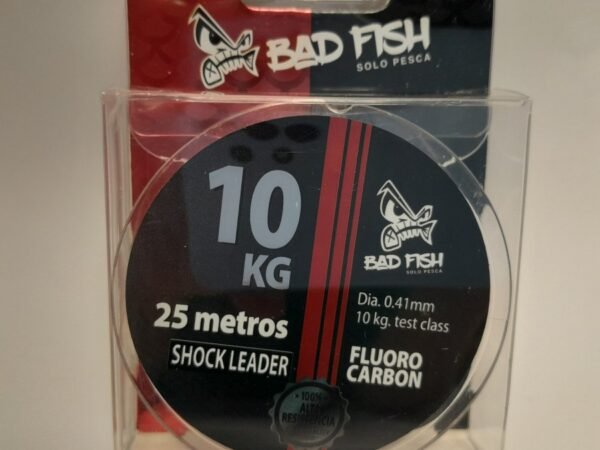 BAD FISH
SOLO PESCA
10
KG
25 metros
SHOCK LEADER
BAD FISH
SOLO PESCA
Dia. 0.41mm
10 kg. test class
FLUORO
CARBON
100%
ALTA
RESISTENCIA